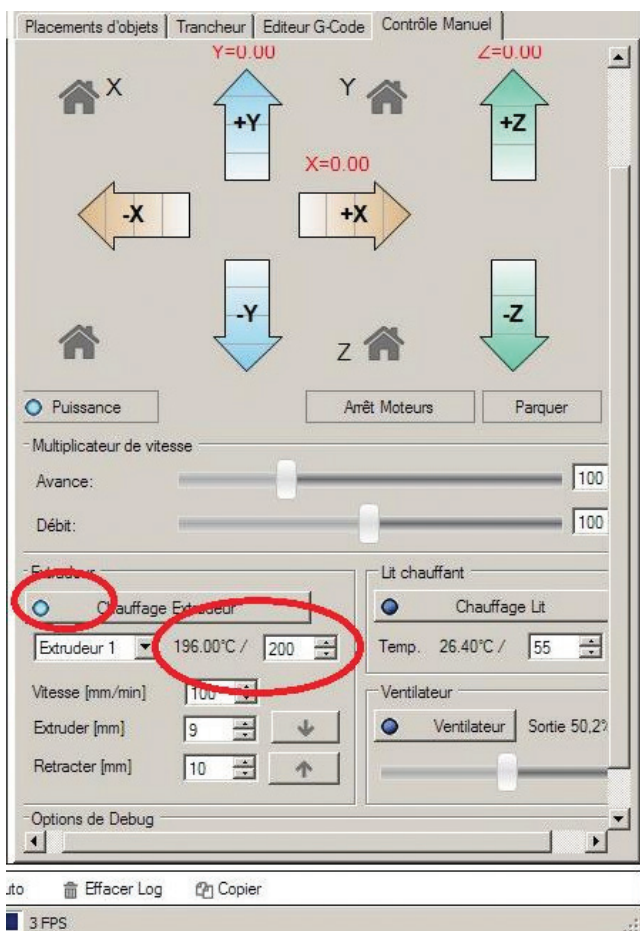 Placements d'objets Trancheur Editeur G-Code Contrôle Manuel
Y=0.00 Z=0.00
X Y
+Y +Z
X=0.00
-X +X
-Y -Z
Z
Puissance Arrêt Moteurs Parquer
Multiplicateur de vitesse
Avance: 100
Débit: 100
Extrudeur Lit chauffant
Chauffage Extrudeur Chauffage Lit
Extrudeur 1 196.00°C / 200 Temp. 26.40°C / 55
Vitesse [mm/min] 100 Ventilateur
Extruder [mm] 9 Ventilateur Sortie 50,2%
Retracter [mm] 10
Options de Debug
Effacer Log Copier
3 FPS